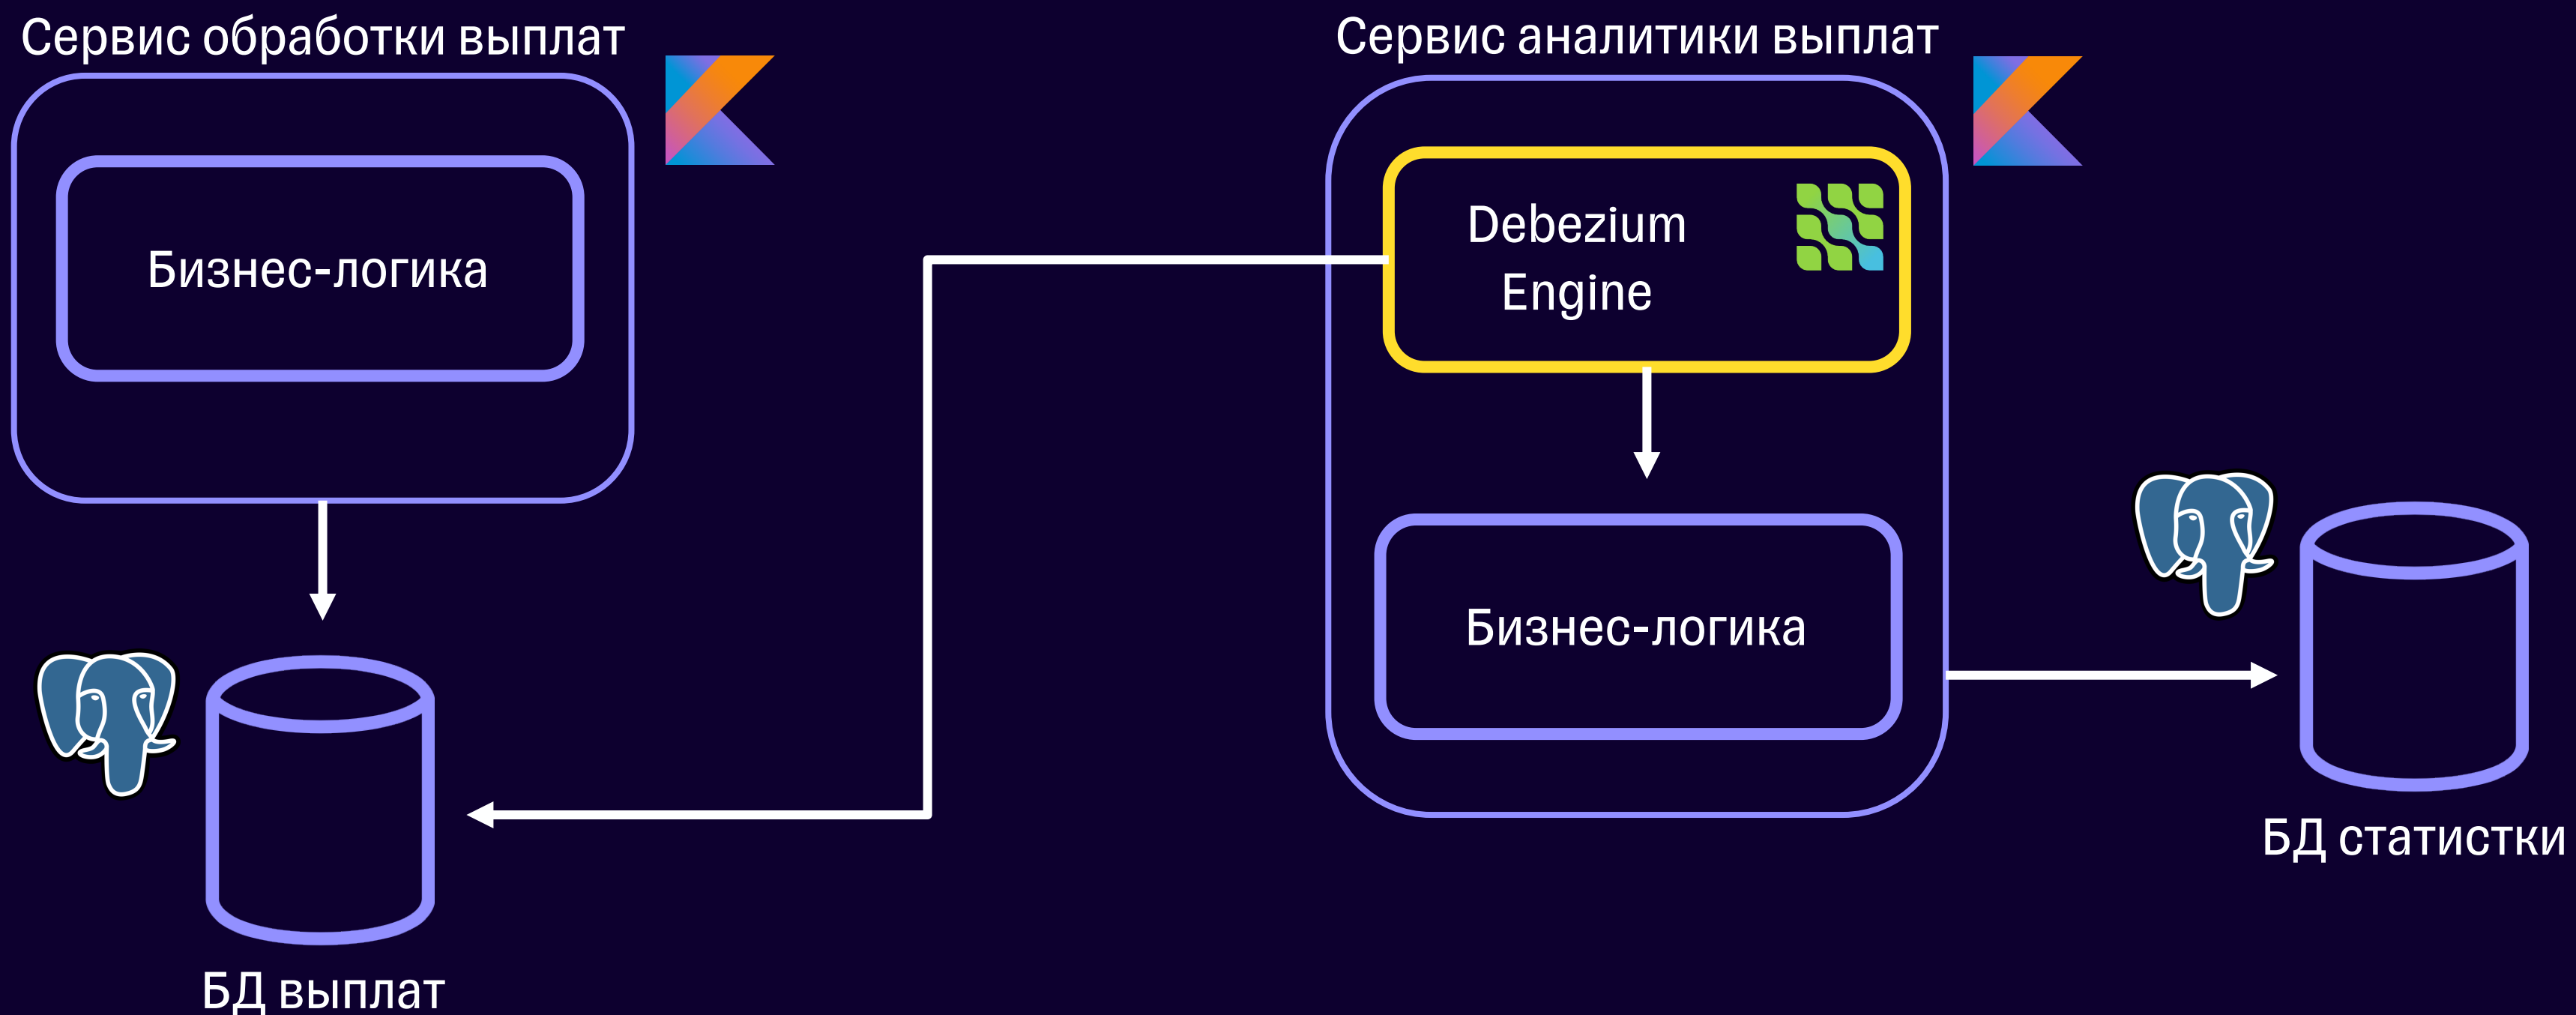 Сервис обработки выплат
Сервис аналитики выплат
Бизнес-логика
Debezium
Engine
Бизнес-логика
БД выплат
БД статистки